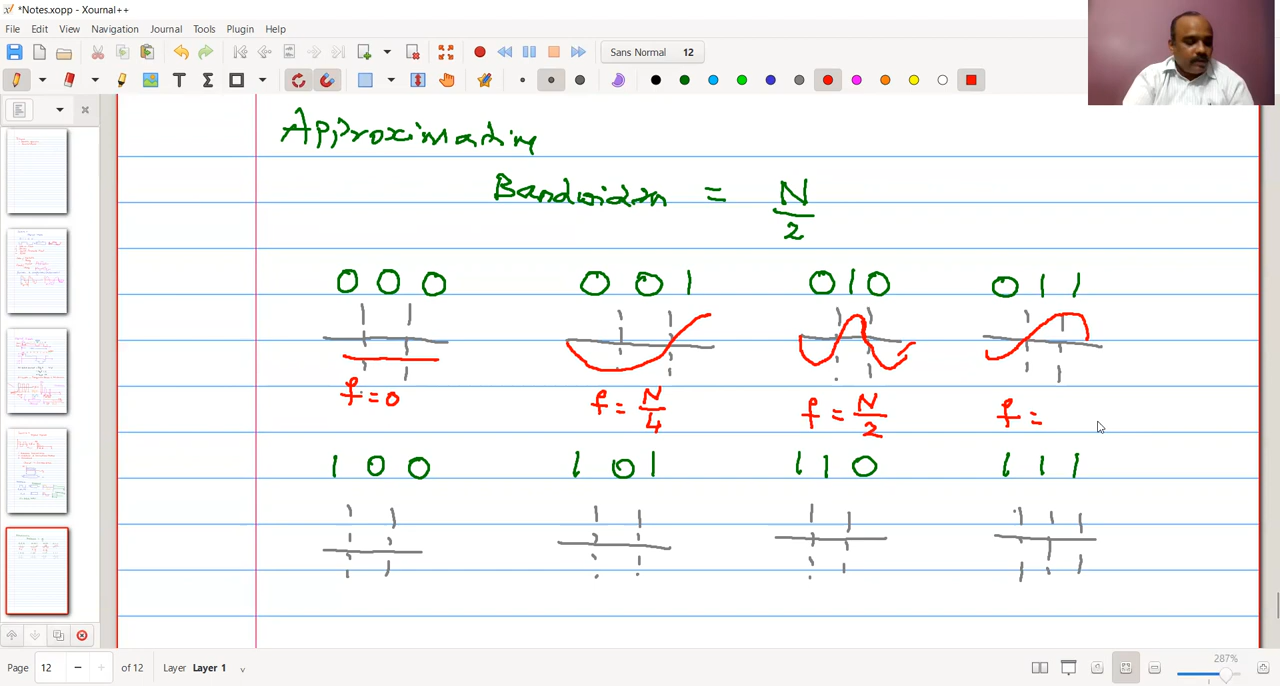 *Notes.xopp - Xournal++
File Edit View Navigation Journal Tools Plugin Help
Sans Normal 12
Approximating
Bandwidth = N/2
0 0 0 0 0 1 0 1 0 0 1 1
f = 0 f = N/4 f = N/2 f =
1 0 0 1 0 1 1 1 0 1 1 1
Page 12 of 12 Layer Layer 1 287%